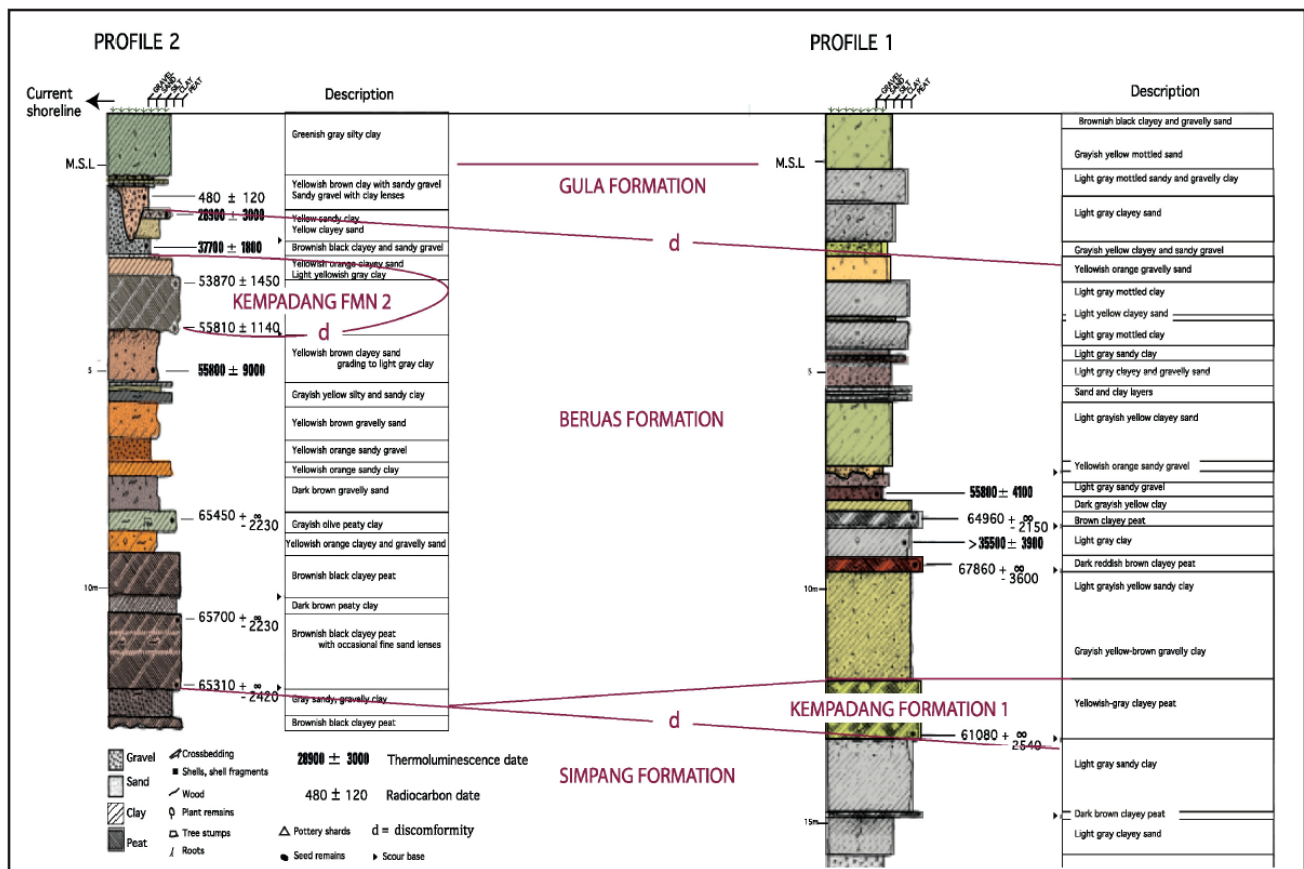 PROFILE 2
Current shoreline
GRAVEL
SAND
SILT
CLAY
PEAT
Description
M.S.L
5
10m
Greenish gray silty clay
Yellowish brown clay with sandy gravel
Sandy gravel with clay lenses
Yellow sandy clay
Yellow clayey sand
Brownish black clayey and sandy gravel
Yellowish orange clayey sand
Light yellowish gray clay
Yellowish brown clayey sand
grading to light gray clay
Grayish yellow silty and sandy clay
Yellowish brown gravelly sand
Yellowish orange sandy gravel
Yellowish orange sandy clay
Dark brown gravelly sand
Grayish olive peaty clay
Yellowish orange clayey and gravelly sand
Brownish black clayey peat
Dark brown peaty clay
Brownish black clayey peat
with occasional fine sand lenses
Gray sandy, gravelly clay
Brownish black clayey peat
480 ± 120
28900 ± 3000
37700 ± 1800
53870 ± 1450
55810 ± 1140
55800 ± 9000
65450 + ∞
- 2230
65700 + ∞
- 2230
65310 + ∞
- 2420
GULA FORMATION
d
KEMPADANG FMN 2
d
BERUAS FORMATION
d
KEMPADANG FORMATION 1
SIMPANG FORMATION
PROFILE 1
GRAVEL
SAND
SILT
CLAY
PEAT
Description
M.S.L
5
10m
15m
Brownish black clayey and gravelly sand
Grayish yellow mottled sand
Light gray mottled sandy and gravelly clay
Light gray clayey sand
Grayish yellow clayey and sandy gravel
Yellowish orange gravelly sand
Light gray mottled clay
Light yellow clayey sand
Light gray mottled clay
Light gray sandy clay
Light gray clayey and gravelly sand
Sand and clay layers
Light grayish yellow clayey sand
Yellowish orange sandy gravel
Light gray sandy gravel
Dark grayish yellow clay
Brown clayey peat
Light gray clay
Dark reddish brown clayey peat
Light grayish yellow sandy clay
Grayish yellow-brown gravelly clay
Yellowish-gray clayey peat
Light gray sandy clay
Dark brown clayey peat
Light gray clayey sand
55800 ± 4100
64960 + ∞
- 2150
>35500 ± 3900
67860 + ∞
- 3600
61080 + ∞
- 2540
Gravel
Sand
Clay
Peat
Crossbedding
Shells, shell fragments
Wood
Plant remains
Tree stumps
Roots
28900 ± 3000 Thermoluminescence date
480 ± 120 Radiocarbon date
Pottery shards
d = discomformity
Seed remains
Scour base